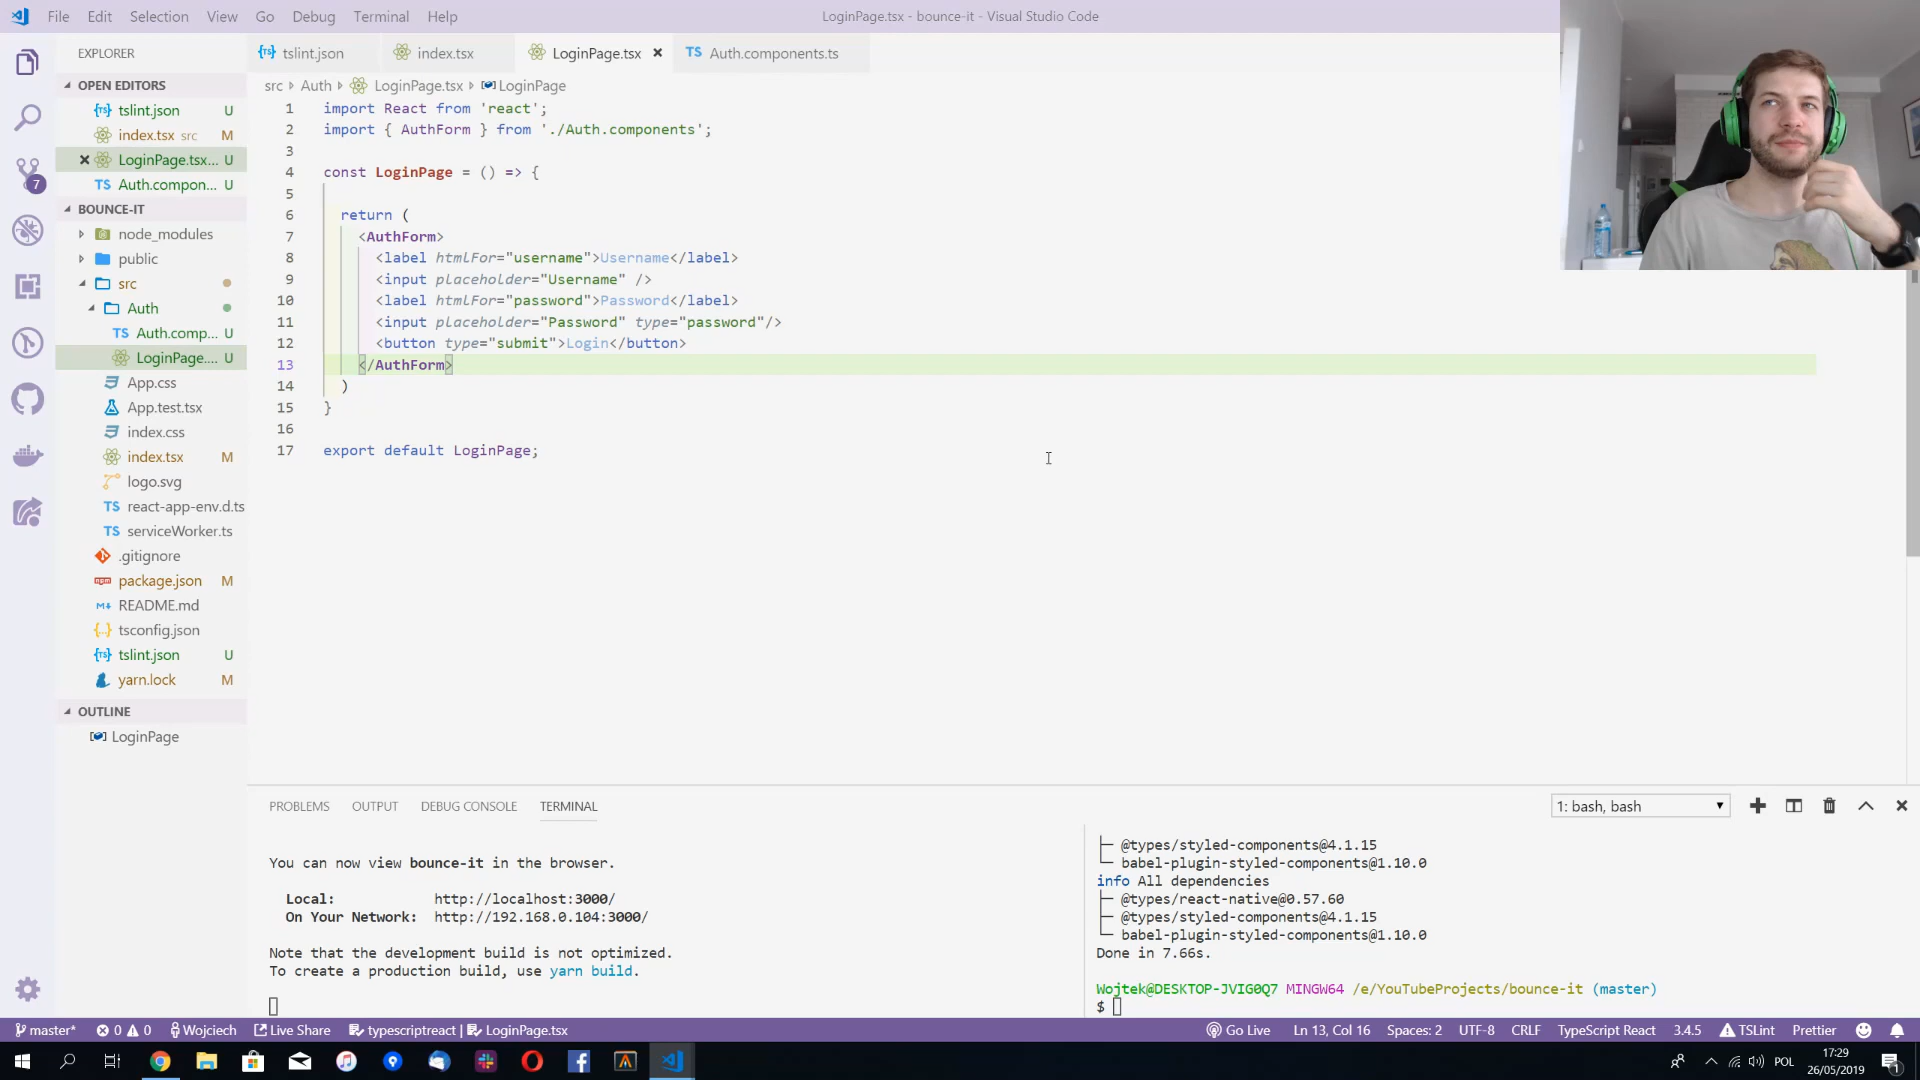 File Edit Selection View Go Debug Terminal Help
LoginPage.tsx - bounce-it - Visual Studio Code
EXPLORER
OPEN EDITORS
tslint.json U
index.tsx src M
LoginPage.tsx... U
Auth.compon... U
BOUNCE-IT
node_modules
public
src
Auth
Auth.comp... U
LoginPage.... U
App.css
App.test.tsx
index.css
index.tsx M
logo.svg
react-app-env.d.ts
serviceWorker.ts
.gitignore
package.json M
README.md
tsconfig.json
tslint.json U
yarn.lock M
OUTLINE
LoginPage
7
tslint.json
index.tsx
LoginPage.tsx
TS Auth.components.ts
src Auth LoginPage.tsx LoginPage
1 import React from 'react';
2 import { AuthForm } from './Auth.components';
3
4 const LoginPage = () => {
5
6 return (
7 <AuthForm>
8 <label htmlFor="username">Username</label>
9 <input placeholder="Username" />
10 <label htmlFor="password">Password</label>
11 <input placeholder="Password" type="password"/>
12 <button type="submit">Login</button>
13 </AuthForm>
14 )
15 }
16
17 export default LoginPage;
PROBLEMS OUTPUT DEBUG CONSOLE TERMINAL
1: bash, bash
You can now view bounce-it in the browser.
Local: http://localhost:3000/
On Your Network: http://192.168.0.104:3000/
Note that the development build is not optimized.
To create a production build, use yarn build.
├─ @types/styled-components@4.1.15
└─ babel-plugin-styled-components@1.10.0
info All dependencies
├─ @types/react-native@0.57.60
├─ @types/styled-components@4.1.15
└─ babel-plugin-styled-components@1.10.0
Done in 7.66s.
Wojtek@DESKTOP-JVIG0Q7 MINGW64 /e/YouTubeProjects/bounce-it (master)
$
master* 0 0 Wojciech Live Share typescriptreact | LoginPage.tsx
Go Live Ln 13, Col 16 Spaces: 2 UTF-8 CRLF TypeScript React 3.4.5 TSLint Prettier
POL
17:29
26/05/2019
1